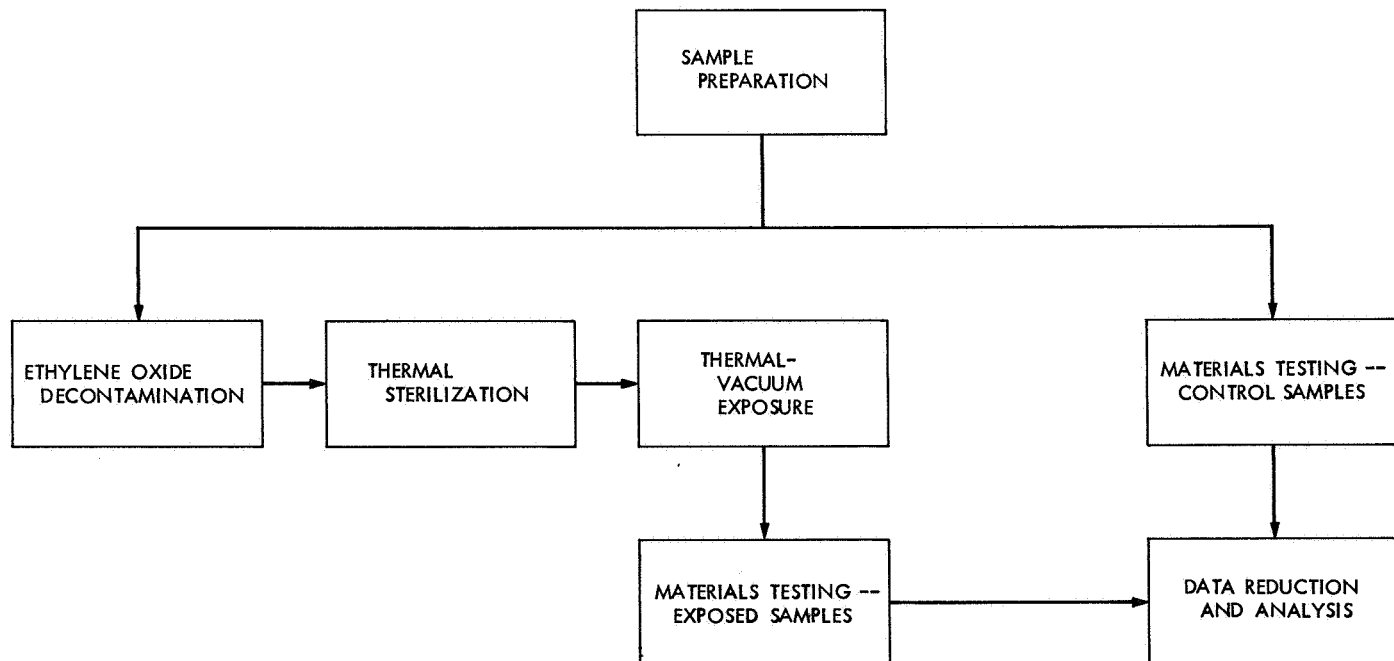 SAMPLE
PREPARATION
ETHYLENE OXIDE
DECONTAMINATION
THERMAL
STERILIZATION
THERMAL-
VACUUM
EXPOSURE
MATERIALS TESTING --
CONTROL SAMPLES
MATERIALS TESTING --
EXPOSED SAMPLES
DATA REDUCTION
AND ANALYSIS